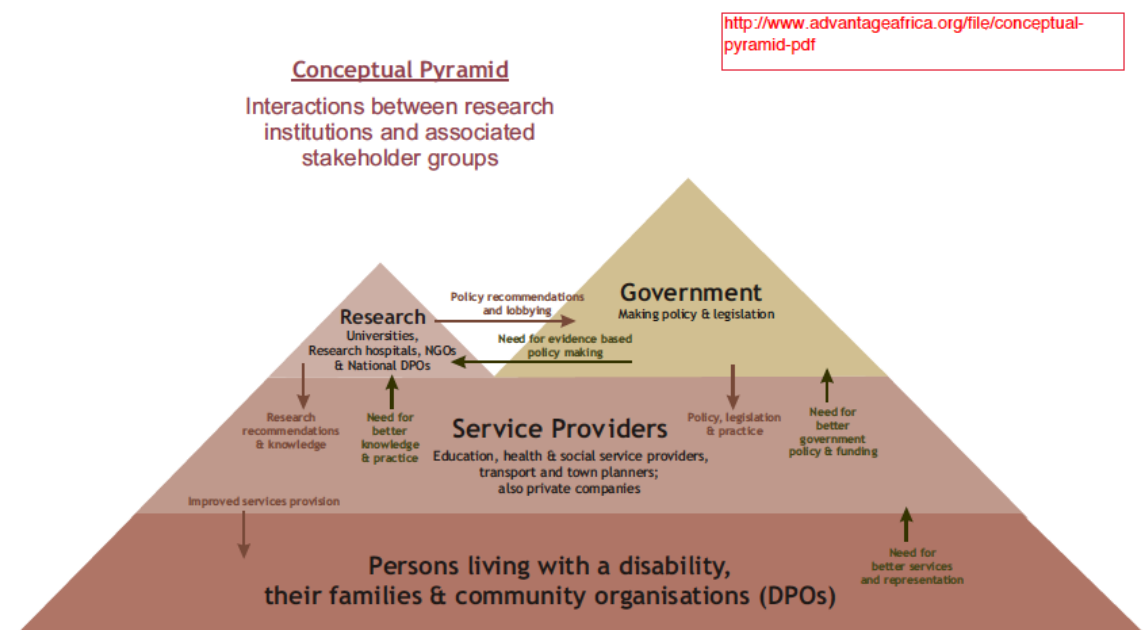 http://www.advantageafrica.org/file/conceptual-
pyramid-pdf
Conceptual Pyramid
Interactions between research
institutions and associated
stakeholder groups
Policy recommendations
and lobbying
Government
Making policy & legislation
Research
Universities,
Research hospitals, NGOs
& National DPOs
Need for evidence based
policy making
Research
recommendations
& knowledge
Need for
better
knowledge
& practice
Service Providers
Education, health & social service providers,
transport and town planners;
also private companies
Policy, legislation
& practice
Need for
better
government
policy & funding
Improved services provision
Persons living with a disability,
their families & community organisations (DPOs)
Need for
better services
and representation